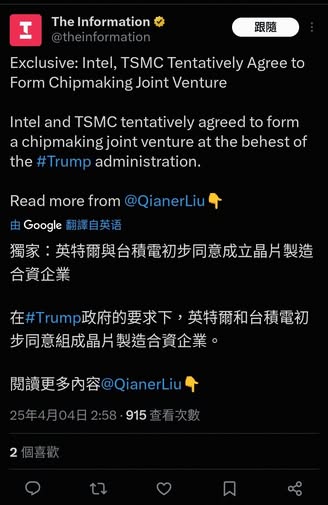 The Information
跟隨
@theinformation
Exclusive: Intel, TSMC Tentatively Agree to
Form Chipmaking Joint Venture
Intel and TSMC tentatively agreed to form
a chipmaking joint venture at the behest of
the #Trump administration.
Read more from @QianerLiu👇
由 Google 翻譯自英语
獨家：英特爾與台積電初步同意成立晶片製造
合資企業
在#Trump政府的要求下，英特爾和台積電初
步同意組成晶片製造合資企業。
閱讀更多內容@QianerLiu👇
25年4月04日 2:58 · 915 查看次數
2 個喜歡